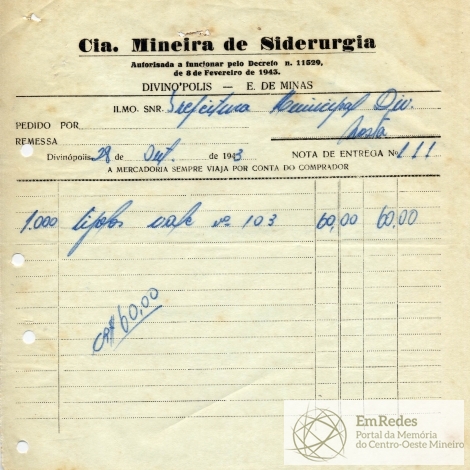 Cia. Mineira de Siderurgia
Autorisada a funcionar pelo Decreto n. 11529,
de 8 de Fevereiro de 1943.
DIVINO'POLIS — E. DE MINAS
ILMO. SNR. Prefeitura Municipal Div.
PEDIDO POR
REMESSA
Divinópolis, 28 de Out. de 1943 NOTA DE ENTREGA Nº 111
A MERCADORIA SEMPRE VIAJA POR CONTA DO COMPRADOR
1.000 tijolos vale nº 103 60,00 60,00
CR$ 60,00
EmRedes
Portal da Memória
do Centro-Oeste Mineiro